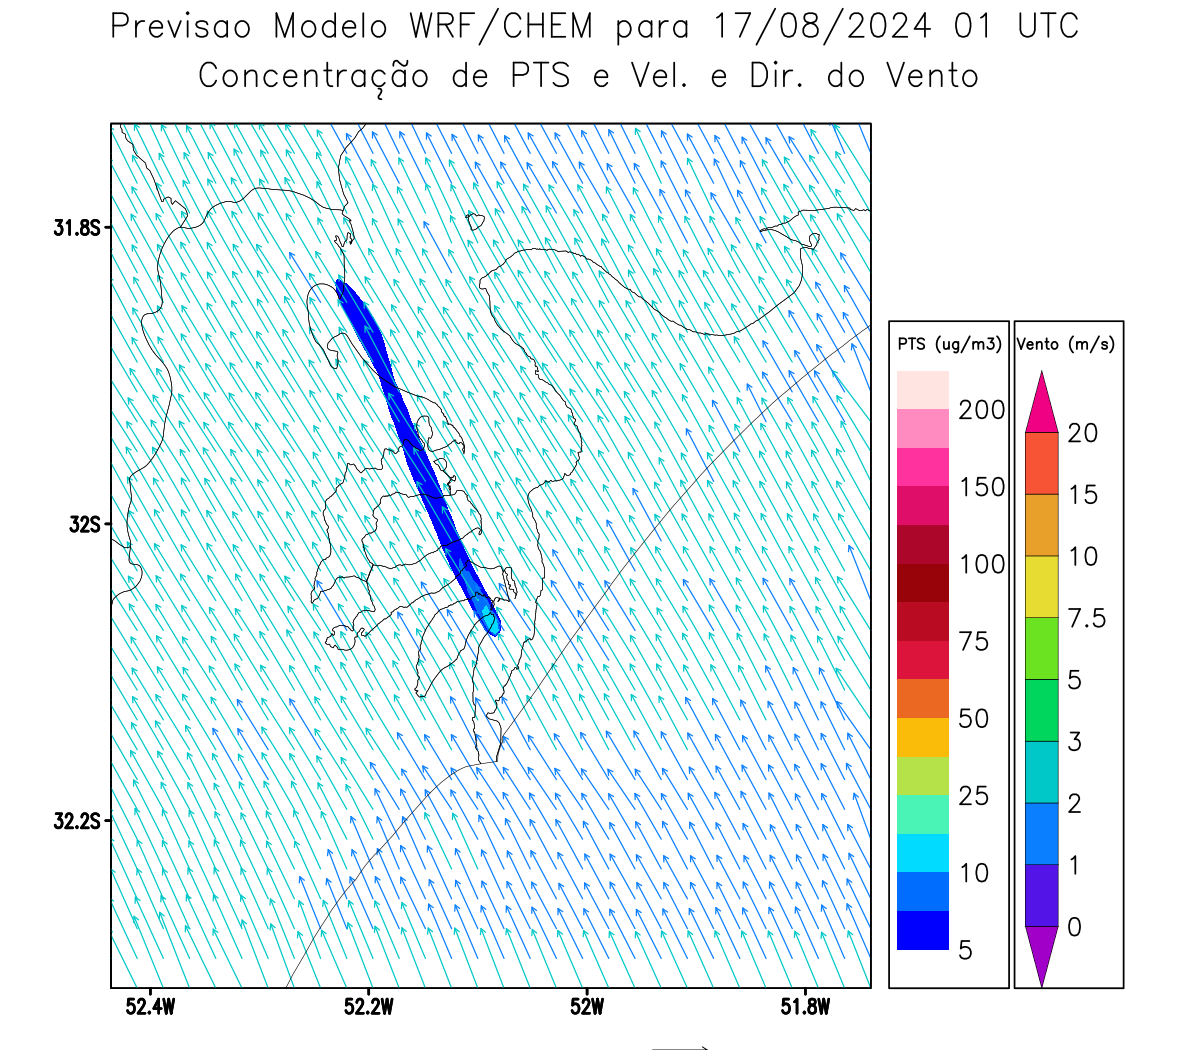 Previsao Modelo WRF/CHEM para 17/08/2024 01 UTC
Concentração de PTS e Vel. e Dir. do Vento
31.8S
32S
32.2S
52.4W 52.2W 52W 51.8W
PTS (ug/m3)
200
150
100
75
50
25
10
5
Vento (m/s)
20
15
10
7.5
5
3
2
1
0